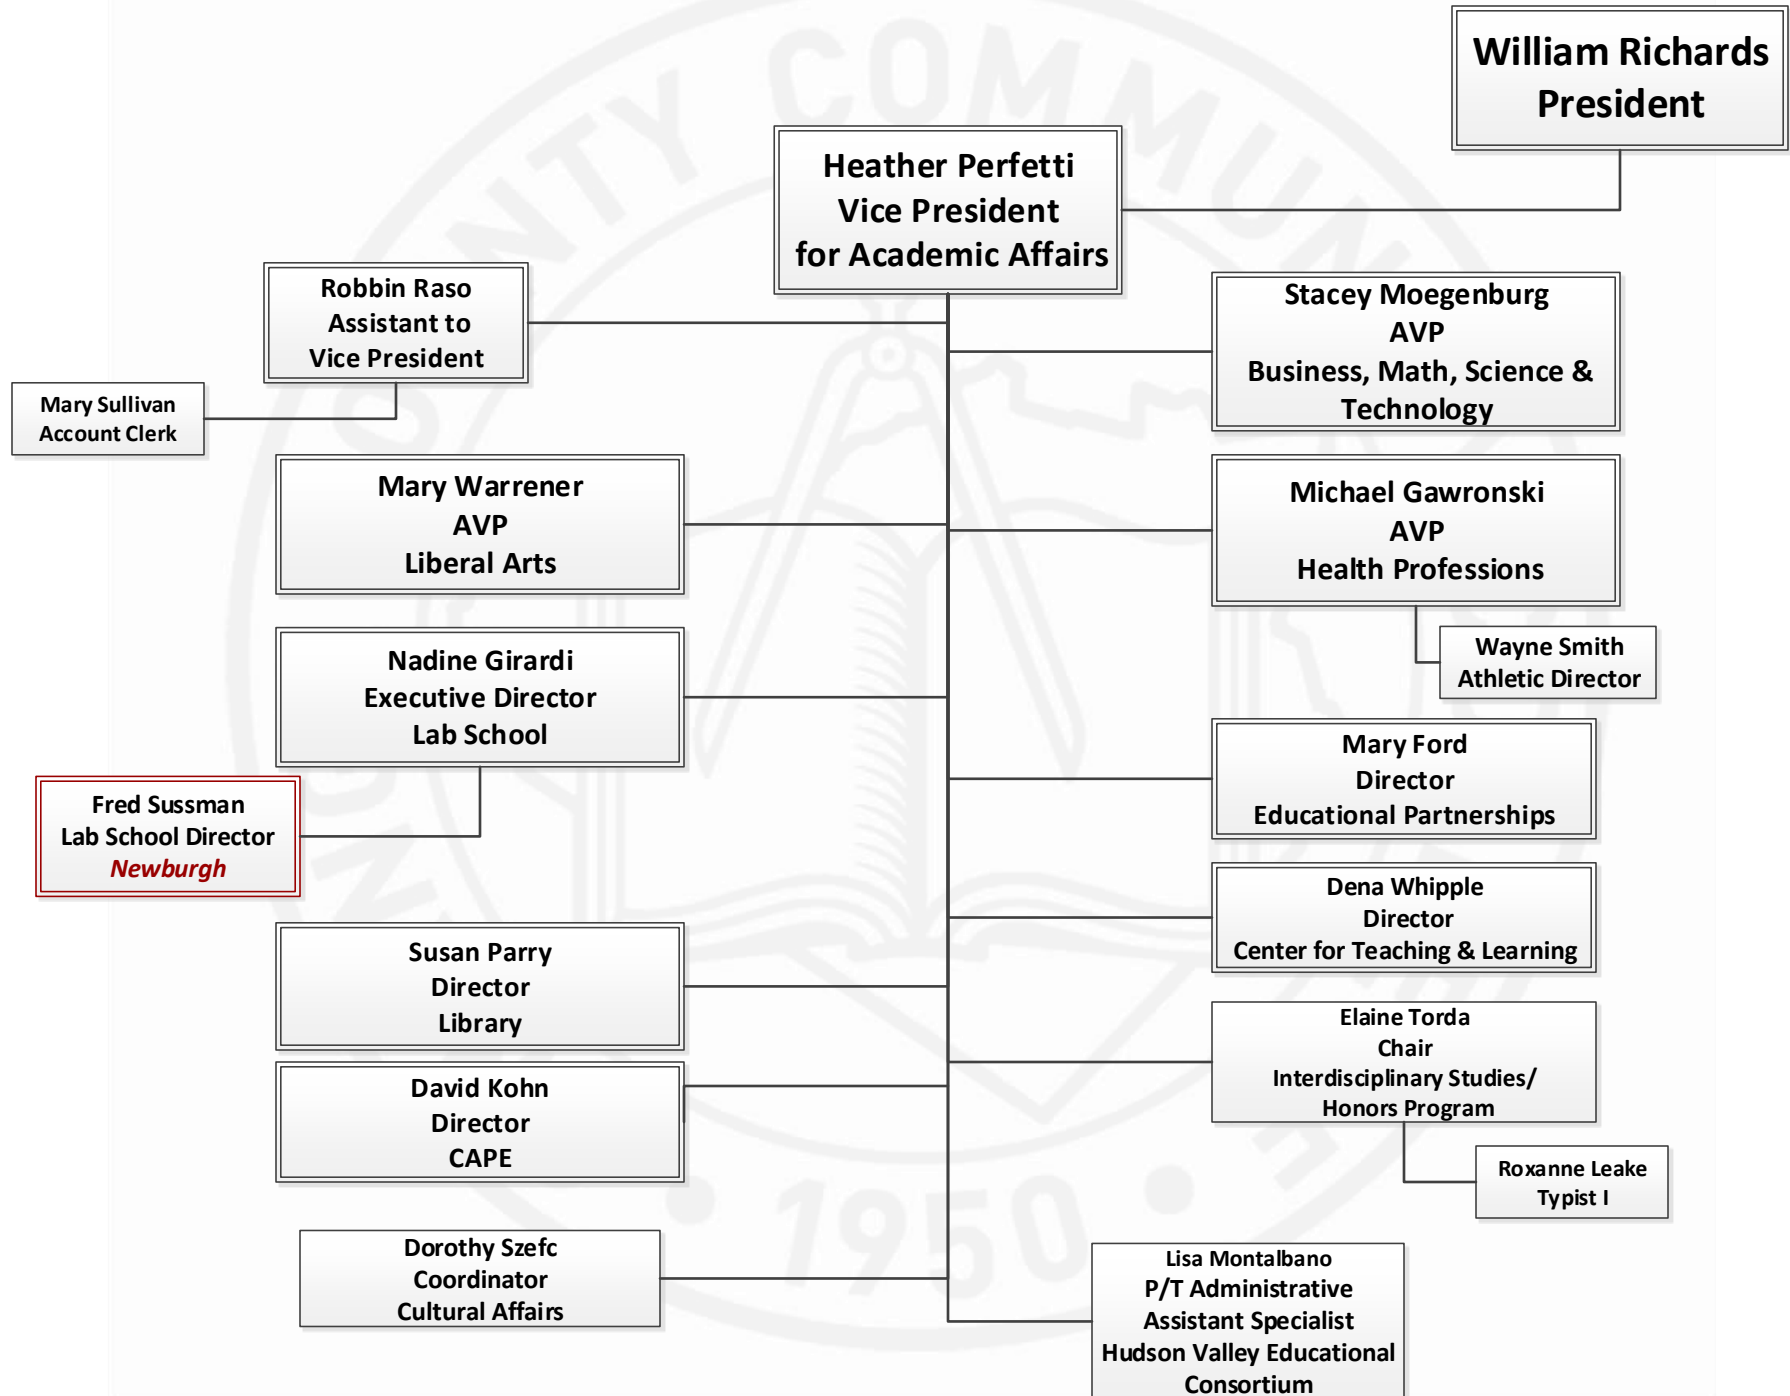 William Richards
President
Heather Perfetti
Vice President
for Academic Affairs
Robbin Raso
Assistant to
Vice President
Stacey Moegenburg
AVP
Business, Math, Science &
Technology
Mary Sullivan
Account Clerk
Mary Warrener
AVP
Liberal Arts
Michael Gawronski
AVP
Health Professions
Wayne Smith
Athletic Director
Nadine Girardi
Executive Director
Lab School
Mary Ford
Director
Educational Partnerships
Fred Sussman
Lab School Director
Newburgh
Dena Whipple
Director
Center for Teaching & Learning
Susan Parry
Director
Library
Elaine Torda
Chair
Interdisciplinary Studies/
Honors Program
David Kohn
Director
CAPE
Roxanne Leake
Typist I
Dorothy Szefc
Coordinator
Cultural Affairs
Lisa Montalbano
P/T Administrative
Assistant Specialist
Hudson Valley Educational
Consortium
1950